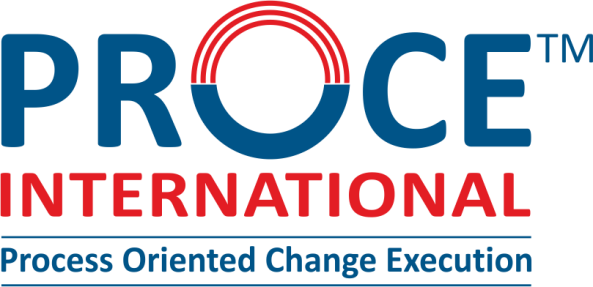 PROCE™
INTERNATIONAL
Process Oriented Change Execution